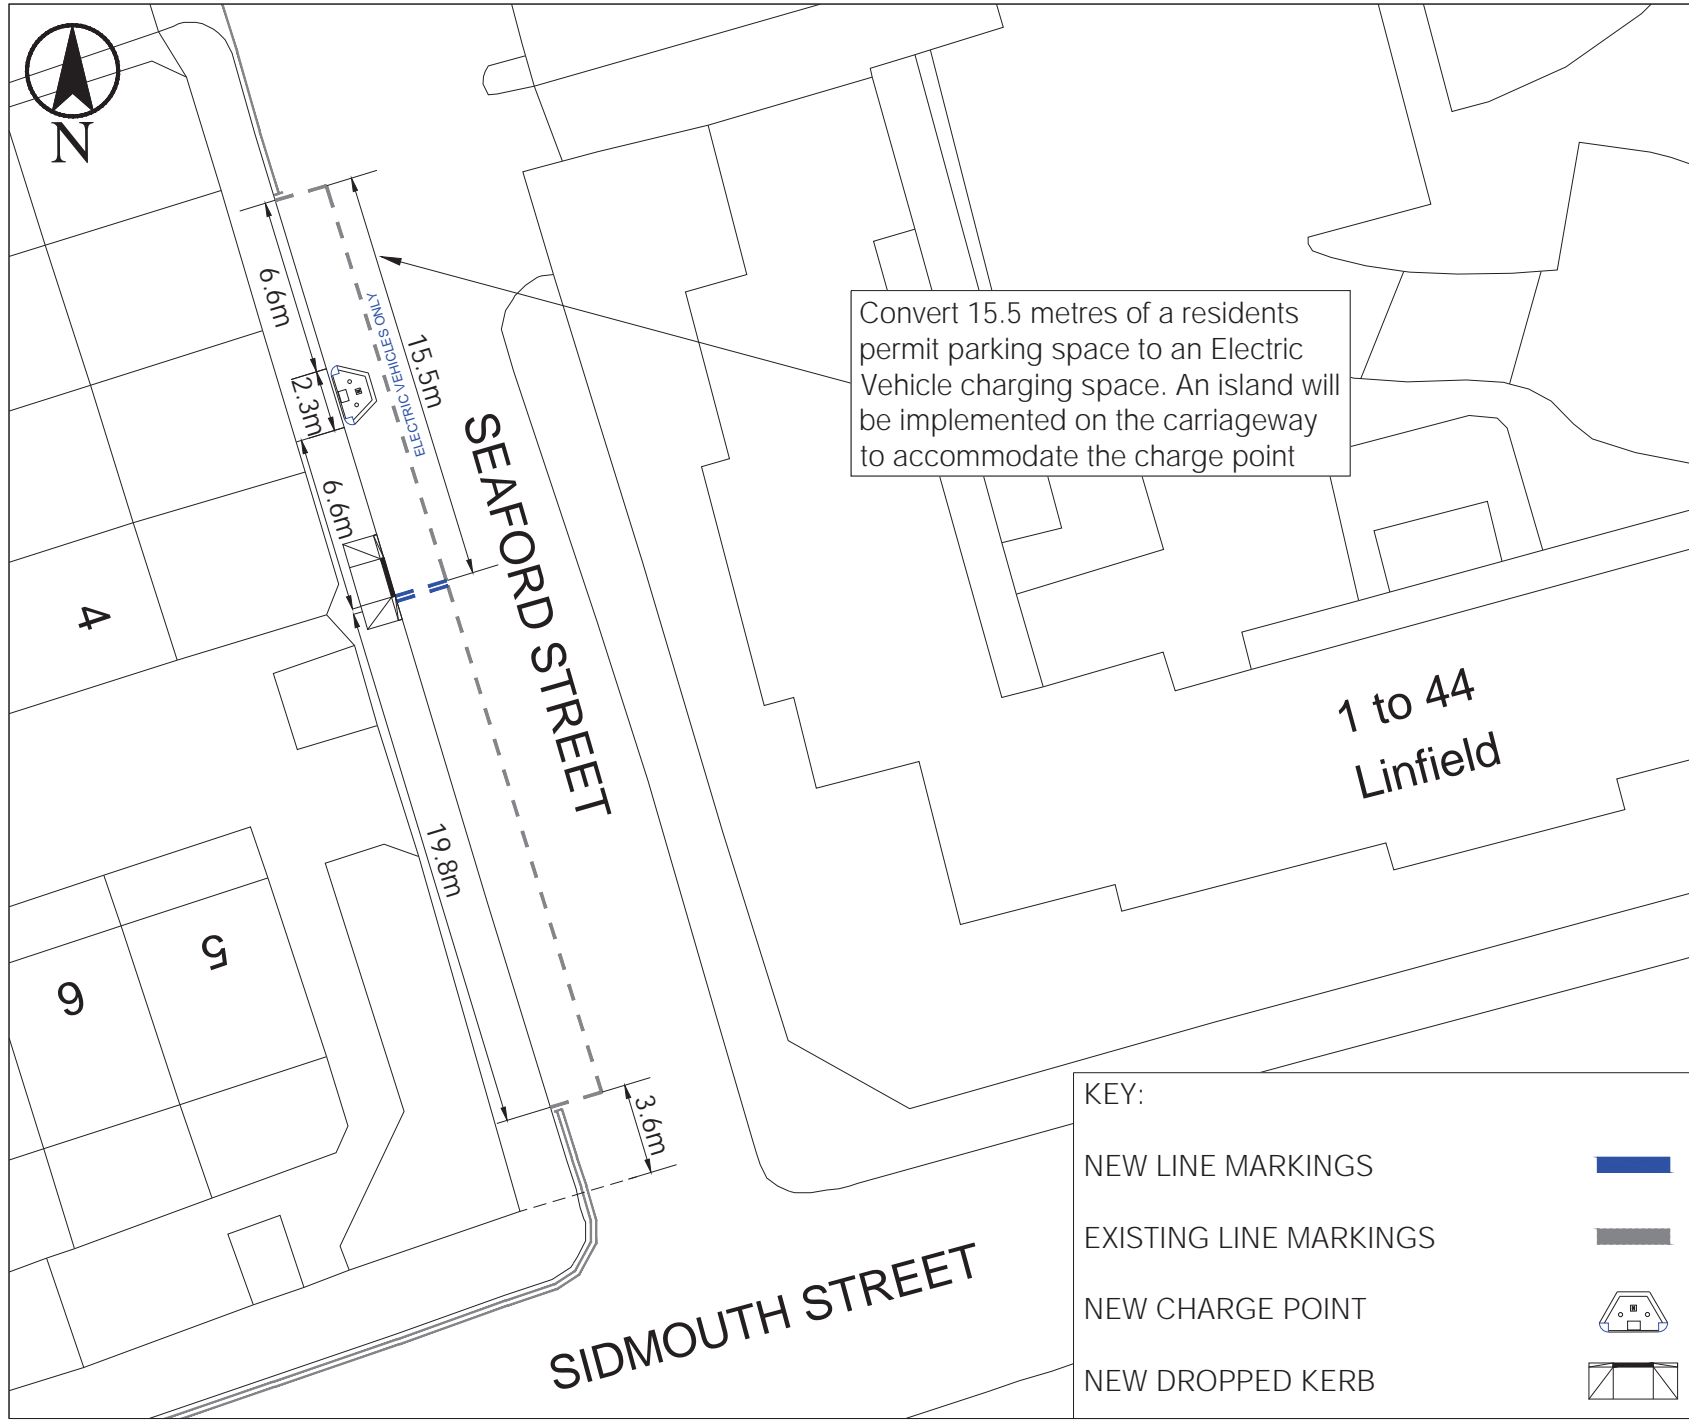 N
6.6m
15.5m
ELECTRIC VEHICLES ONLY
2.3m
6.6m
Convert 15.5 metres of a residents
permit parking space to an Electric
Vehicle charging space. An island will
be implemented on the carriageway
to accommodate the charge point
SEAFORD STREET
4
1 to 44
Linfield
19.8m
5
6
3.6m
SIDMOUTH STREET
KEY:
NEW LINE MARKINGS
EXISTING LINE MARKINGS
NEW CHARGE POINT
NEW DROPPED KERB